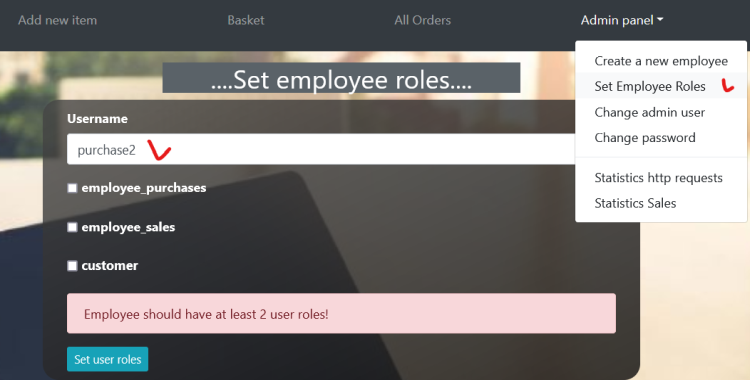 Add new item Basket All Orders Admin panel
Create a new employee
Set Employee Roles
Change admin user
Change password
Statistics http requests
Statistics Sales
....Set employee roles....
Username
purchase2
employee_purchases
employee_sales
customer
Employee should have at least 2 user roles!
Set user roles